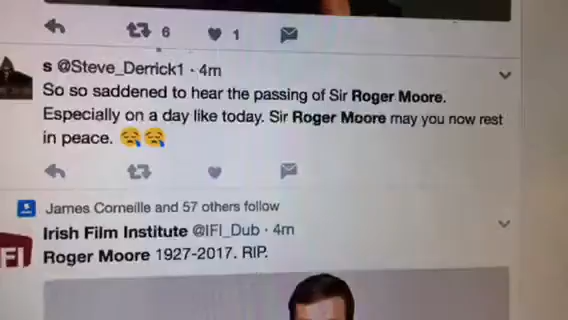 6 1
s @Steve_Derrick1 · 4m
So so saddened to hear the passing of Sir Roger Moore.
Especially on a day like today. Sir Roger Moore may you now rest
in peace. 😪😪
James Corneille and 57 others follow
Irish Film Institute @IFI_Dub · 4m
FI
Roger Moore 1927-2017. RIP.